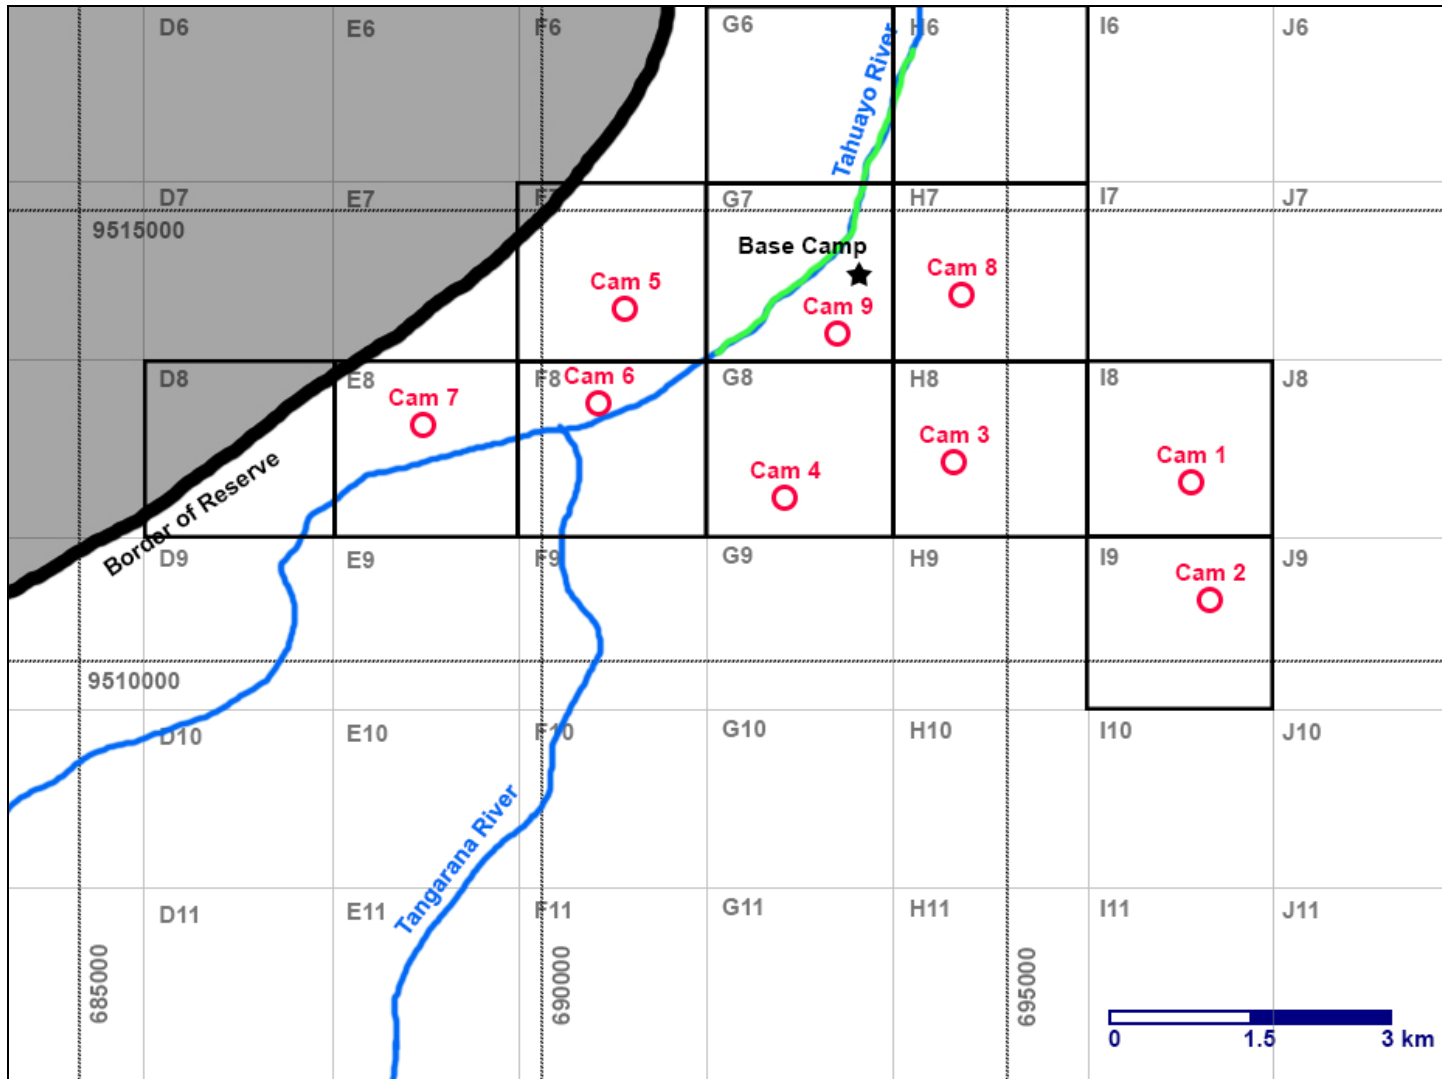 D6
E6
F6
G6
H6
I6
J6
Tahuayo River
D7
E7
F7
G7
H7
I7
J7
9515000
Base Camp
Cam 5
Cam 8
Cam 9
D8
E8
F8
G8
H8
I8
J8
Cam 6
Cam 7
Cam 3
Cam 1
Cam 4
Border of Reserve
D9
E9
F9
G9
H9
I9
J9
Cam 2
9510000
D10
E10
F10
G10
H10
I10
J10
Tangarana River
D11
E11
F11
G11
H11
I11
J11
685000
690000
695000
0 1.5 3 km